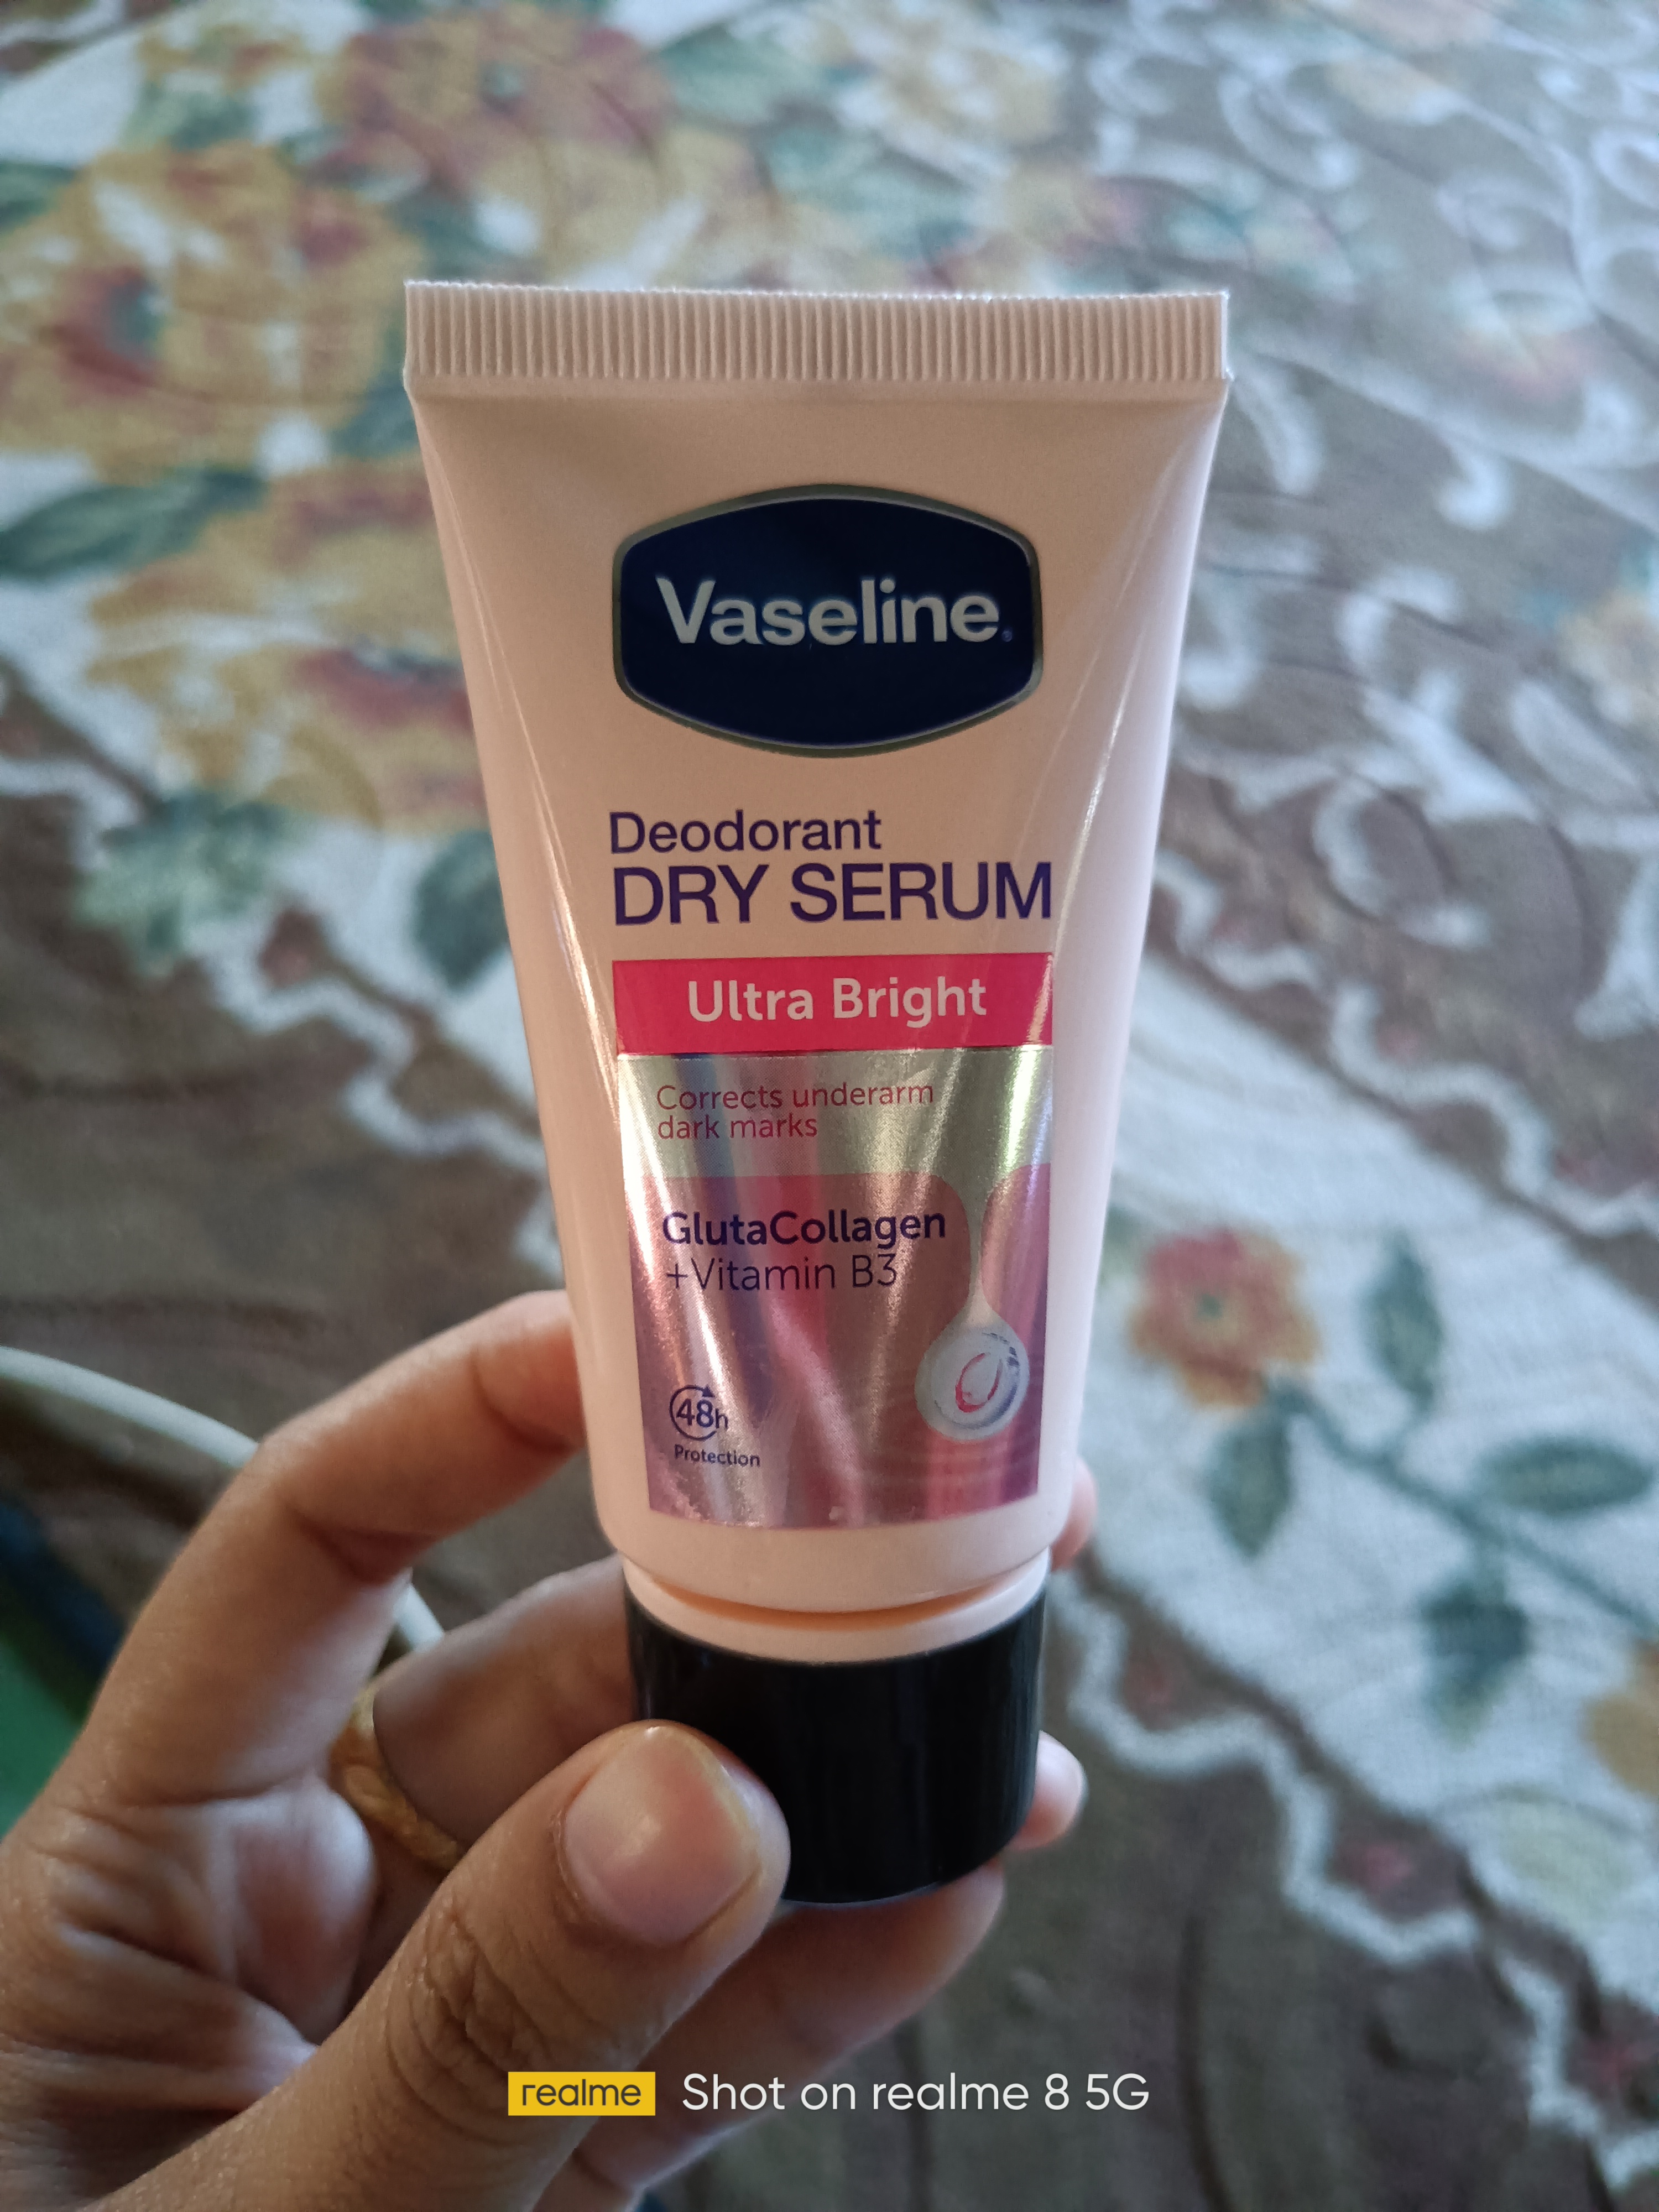 Vaseline®
Deodorant
DRY SERUM
Ultra Bright
Corrects underarm
dark marks
GlutaCollagen
+Vitamin B3
48h
Protection
realme Shot on realme 8 5G